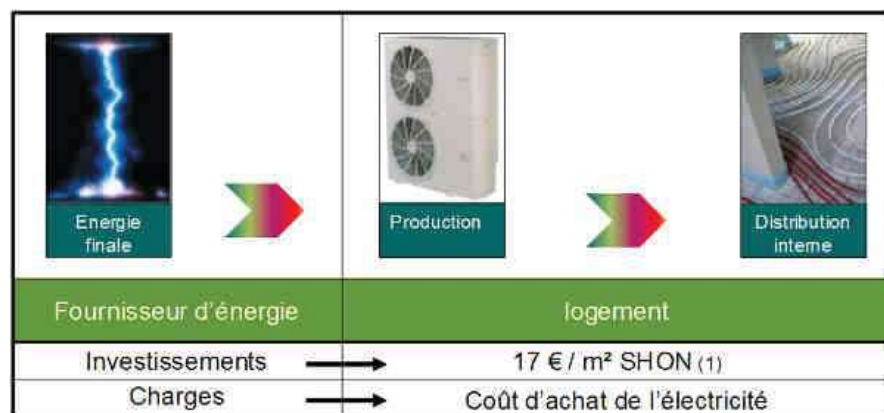 Energie
finale
Production
Distribution
interne
Fournisseur d'énergie
logement
Investissements
17 € / m² SHON (1)
Charges
Coût d'achat de l'électricité